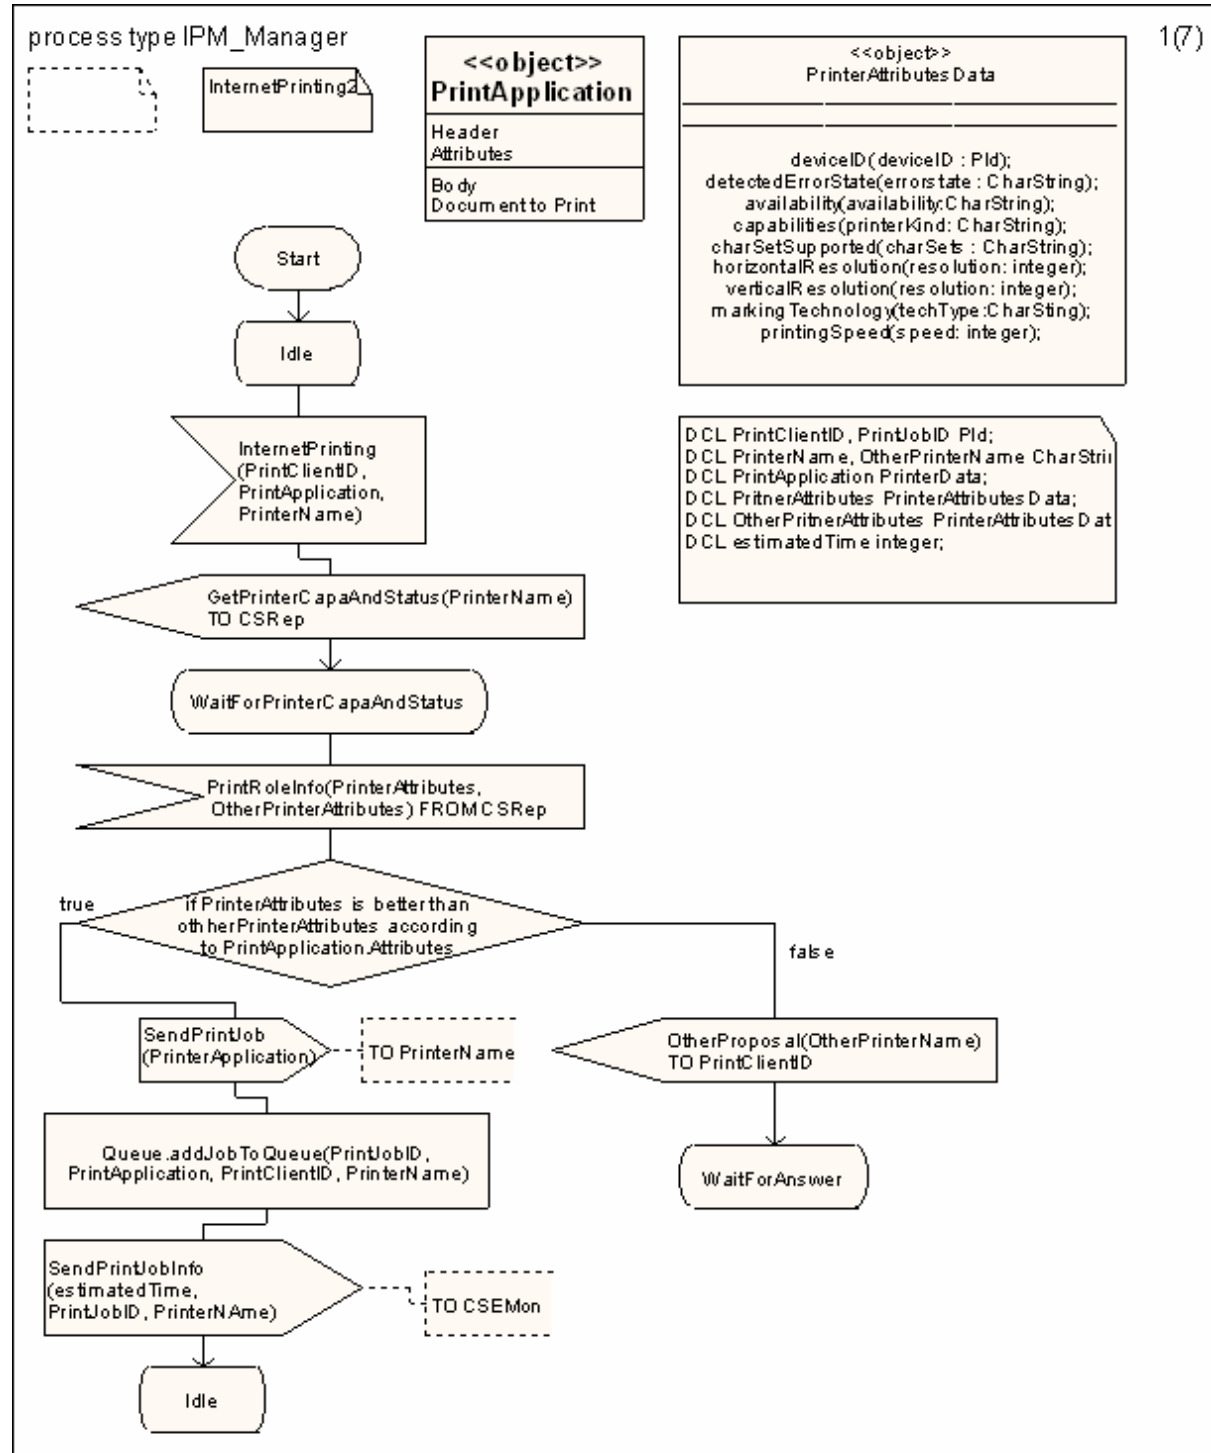 process type IPM_Manager
1(7)
InternetPrinting2
<<object>>
PrintApplication
Header
Attributes
Body
Document to Print
<<object>>
PrinterAttributesData
deviceID(deviceID : PId);
detectedErrorState(errorstate : CharString);
availability(availability:CharString);
capabilities(printerKind: CharString);
charSetSupported(charSets : CharString);
horizontalResolution(resolution: integer);
verticalResolution(resolution: integer);
markingTechnology(techType:CharSting);
printingSpeed(speed: integer);
DCL PrintClientID, PrintJobID PId;
DCL PrinterName, OtherPrinterName CharStrin
DCL PrintApplication PrinterData;
DCL PritnerAttributes PrinterAttributesData;
DCL OtherPritnerAttributes PrinterAttributesDat
DCL estimatedTime integer;
Start
Idle
InternetPrinting
(PrintClientID,
PrintApplication,
PrinterName)
GetPrinterCapaAndStatus(PrinterName)
TO CSRep
WaitForPrinterCapaAndStatus
PrintRoleInfo(PrinterAttributes,
OtherPrinterAttributes) FROM CSRep
if PrinterAttributes is better than
othherPrinterAttributes according
to PrintApplication.Attributes
true
false
SendPrintJob
(PrinterApplication)
TO PrinterName
OtherProposal(OtherPrinterName)
TO PrintClientID
Queue.addJobToQueue(PrintJobID,
PrintApplication, PrintClientID, PrinterName)
WaitForAnswer
SendPrintJobInfo
(estimatedTime,
PrintJobID, PrinterNAme)
TO CSEMon
Idle